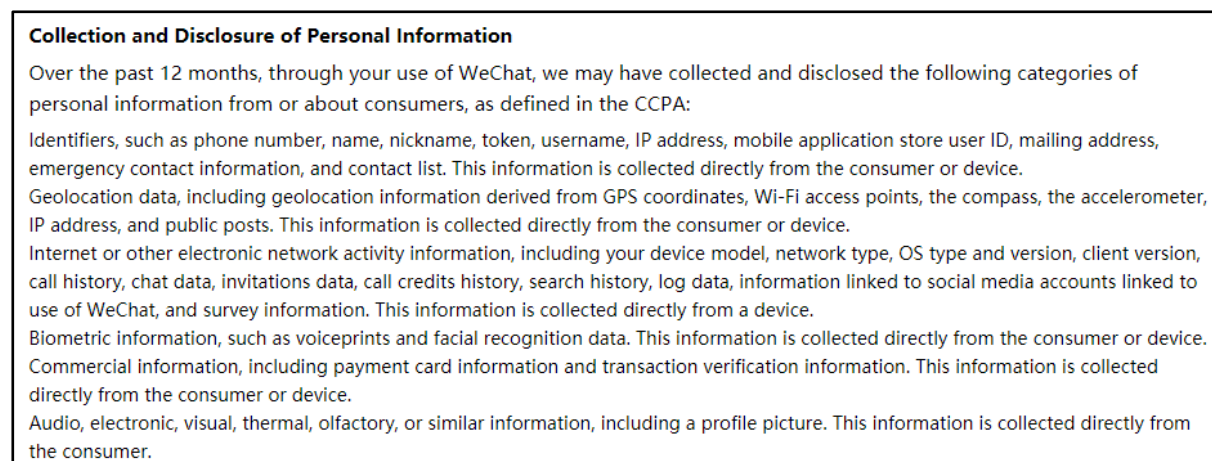 Collection and Disclosure of Personal Information
Over the past 12 months, through your use of WeChat, we may have collected and disclosed the following categories of
personal information from or about consumers, as defined in the CCPA:
Identifiers, such as phone number, name, nickname, token, username, IP address, mobile application store user ID, mailing address,
emergency contact information, and contact list. This information is collected directly from the consumer or device.
Geolocation data, including geolocation information derived from GPS coordinates, Wi-Fi access points, the compass, the accelerometer,
IP address, and public posts. This information is collected directly from the consumer or device.
Internet or other electronic network activity information, including your device model, network type, OS type and version, client version,
call history, chat data, invitations data, call credits history, search history, log data, information linked to social media accounts linked to
use of WeChat, and survey information. This information is collected directly from a device.
Biometric information, such as voiceprints and facial recognition data. This information is collected directly from the consumer or device.
Commercial information, including payment card information and transaction verification information. This information is collected
directly from the consumer or device.
Audio, electronic, visual, thermal, olfactory, or similar information, including a profile picture. This information is collected directly from
the consumer.